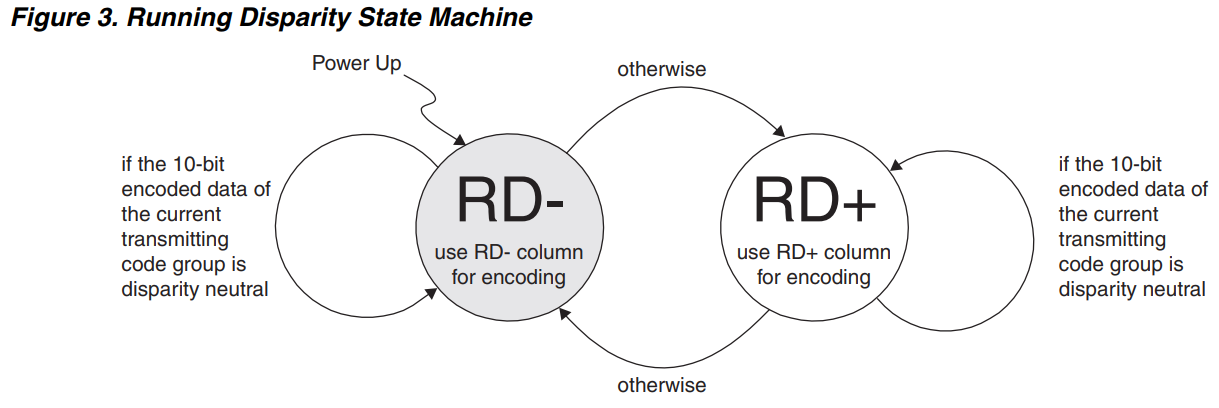 Figure 3. Running Disparity State Machine
Power Up
otherwise
if the 10-bit
encoded data of
the current
transmitting
code group is
disparity neutral
RD-
use RD- column
for encoding
RD+
use RD+ column
for encoding
if the 10-bit
encoded data of
the current
transmitting
code group is
disparity neutral
otherwise